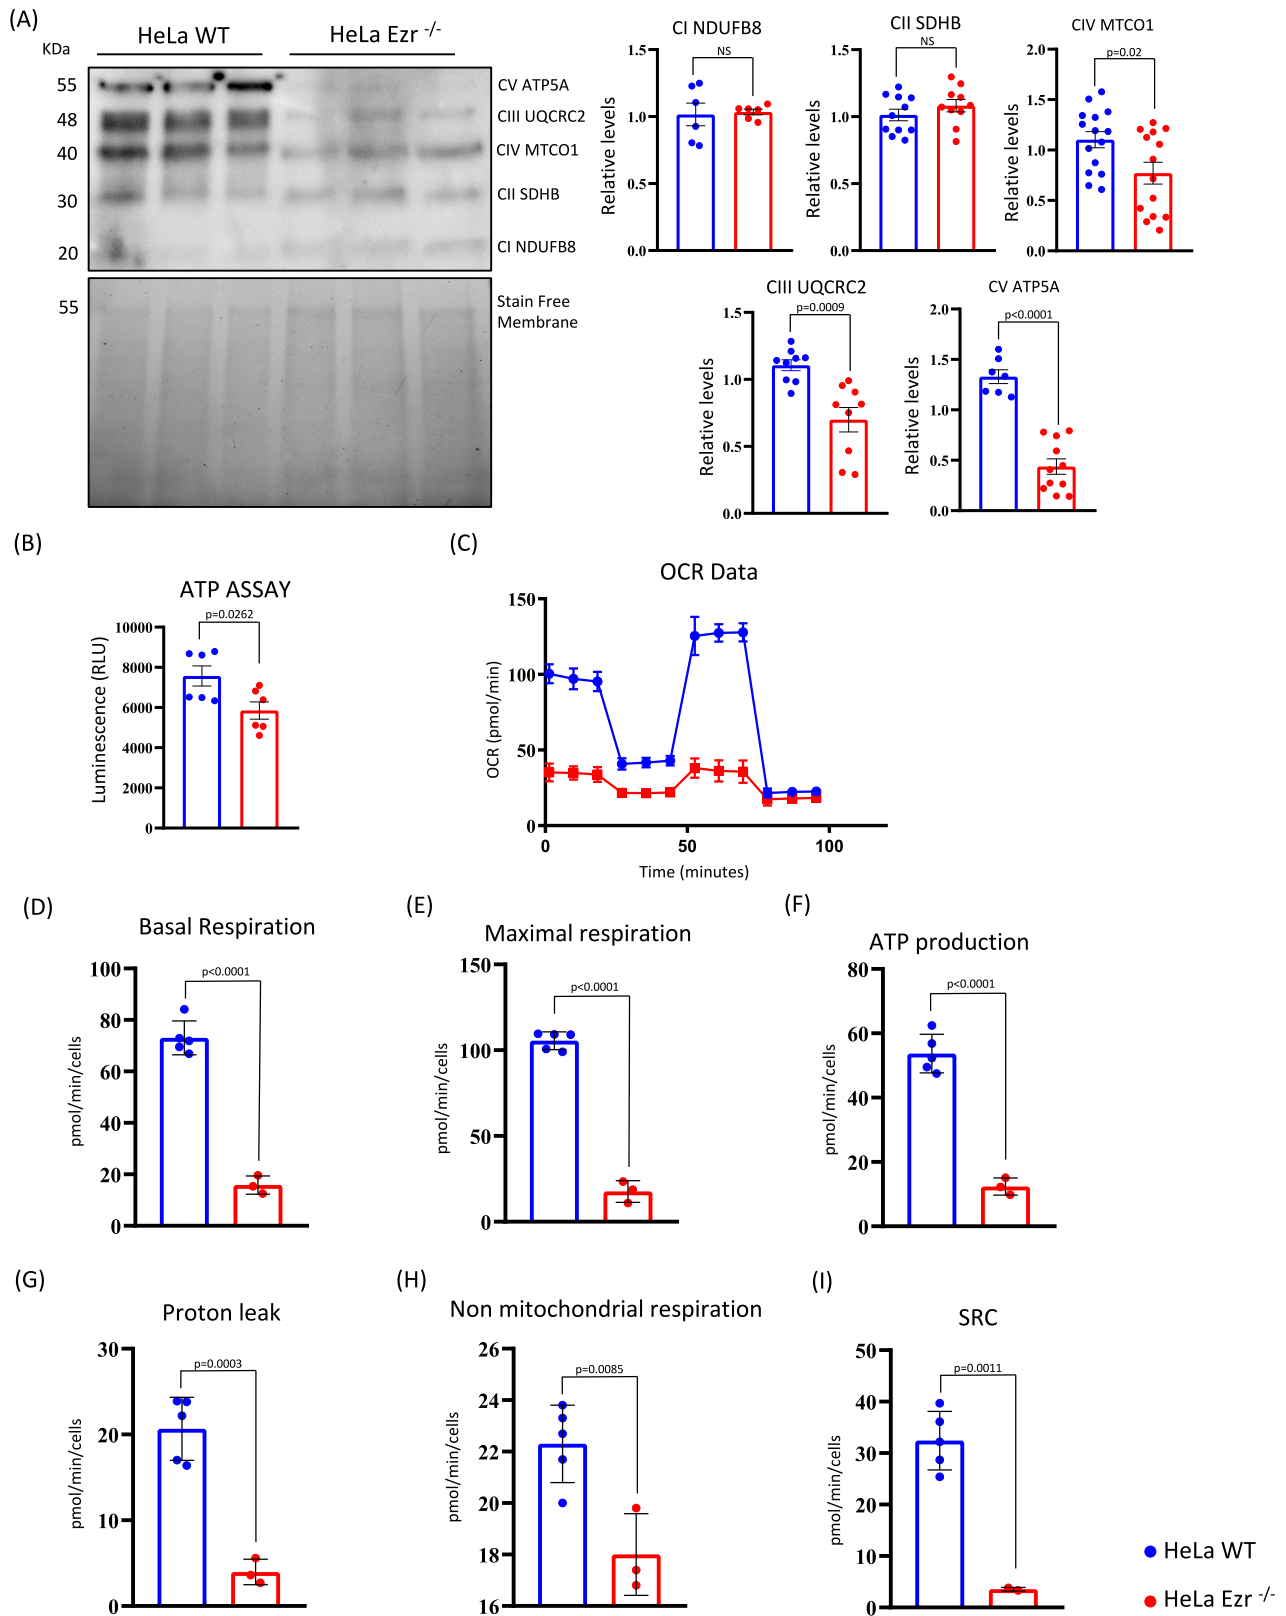 (A)
HeLa WT
HeLa Ezr -/-
KDa
55
48
40
30
20
CV ATP5A
CIII UQCRC2
CIV MTCO1
CII SDHB
CI NDUFB8
55
Stain Free
Membrane
CI NDUFB8
NS
Relative levels
1.5
1.0
0.5
0.0
CII SDHB
NS
Relative levels
1.5
1.0
0.5
0.0
CIV MTCO1
p=0.02
Relative levels
2.0
1.5
1.0
0.5
0.0
CIII UQCRC2
p=0.0009
Relative levels
1.5
1.0
0.5
0.0
CV ATP5A
p<0.0001
Relative levels
2.0
1.5
1.0
0.5
0.0
(B)
ATP ASSAY
p=0.0262
Luminescence (RLU)
10000
8000
6000
4000
2000
0
(C)
OCR Data
OCR (pmol/min)
150
100
50
0
0
50
100
Time (minutes)
(D)
Basal Respiration
p<0.0001
pmol/min/cells
100
80
60
40
20
0
(E)
Maximal respiration
p<0.0001
pmol/min/cells
150
100
50
0
(F)
ATP production
p<0.0001
pmol/min/cells
80
60
40
20
0
(G)
Proton leak
p=0.0003
pmol/min/cells
30
20
10
0
(H)
Non mitochondrial respiration
p=0.0085
pmol/min/cells
26
24
22
20
18
16
(I)
SRC
p=0.0011
pmol/min/cells
50
40
30
20
10
0
HeLa WT
HeLa Ezr -/-